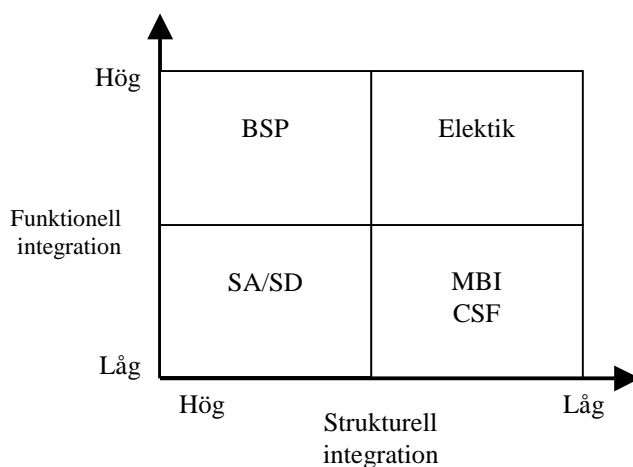 Hög
BSP
Elektik
Funktionell
integration
SA/SD
MBI
CSF
Låg
Hög
Låg
Strukturell
integration